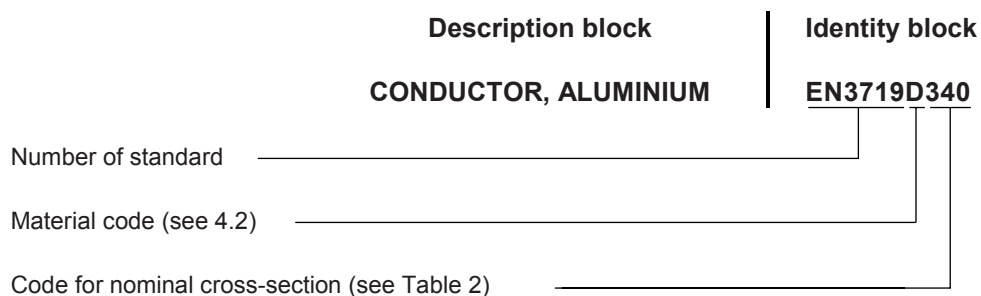 Description block Identity block
CONDUCTOR, ALUMINIUM EN3719D340
Number of standard
Material code (see 4.2)
Code for nominal cross-section (see Table 2)